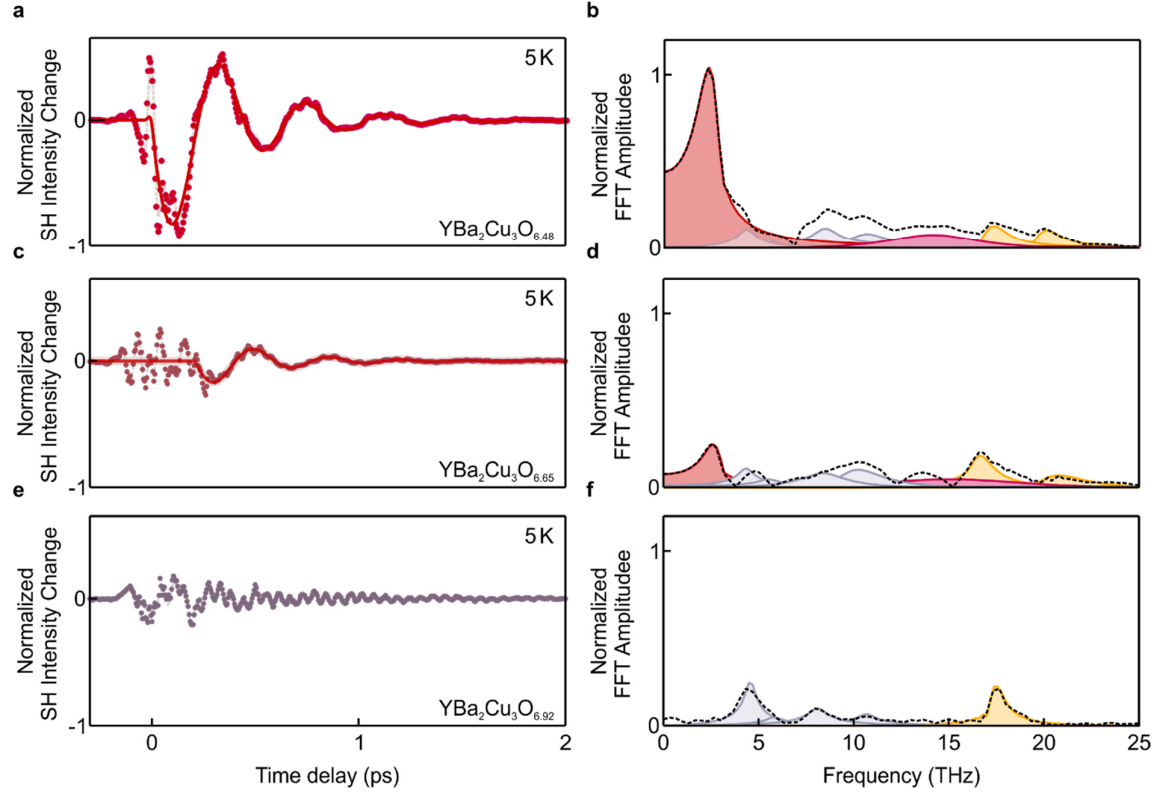 a
b
Normalized
SH Intensity Change
0
-1
5 K
YBa₂Cu₃O₆.₄₈
Normalized
FFT Amplitudee
1
0
c
d
Normalized
SH Intensity Change
0
-1
5 K
YBa₂Cu₃O₆.₆₅
Normalized
FFT Amplitudee
1
0
e
f
Normalized
SH Intensity Change
0
-1
5 K
YBa₂Cu₃O₆.₉₂
0 1 2
Time delay (ps)
Normalized
FFT Amplitudee
1
0
0 5 10 15 20 25
Frequency (THz)